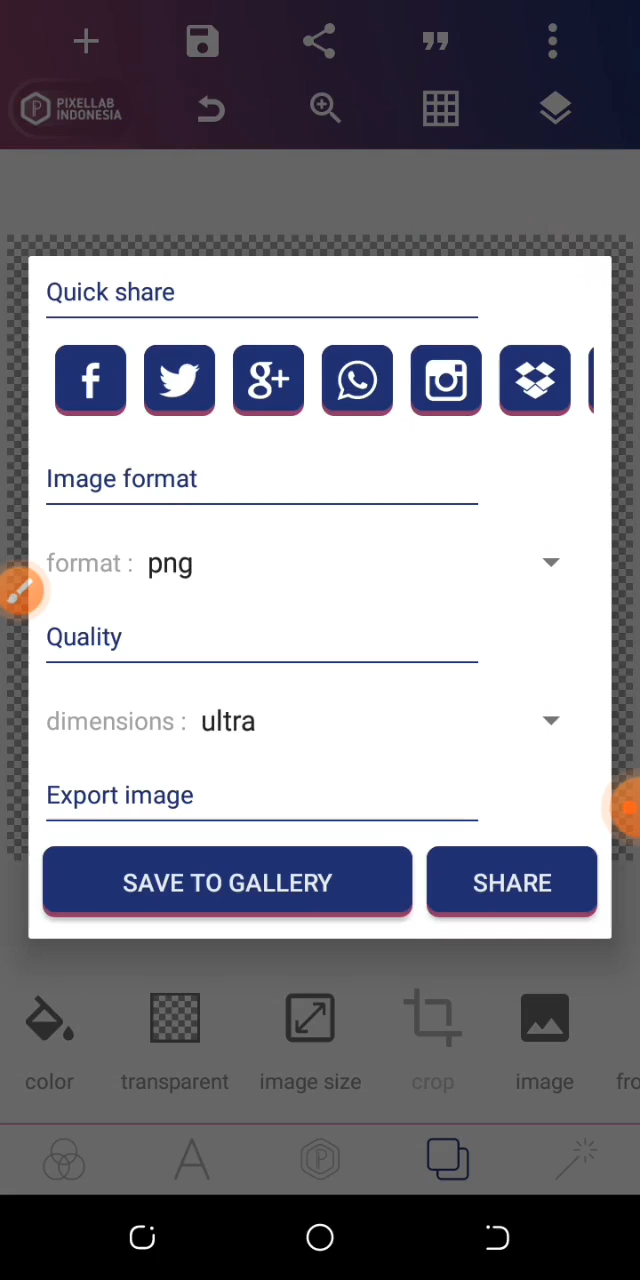 PIXELLAB
INDONESIA
Quick share
Image format
format : png
Quality
dimensions : ultra
Export image
SAVE TO GALLERY SHARE
color transparent image size crop image fro